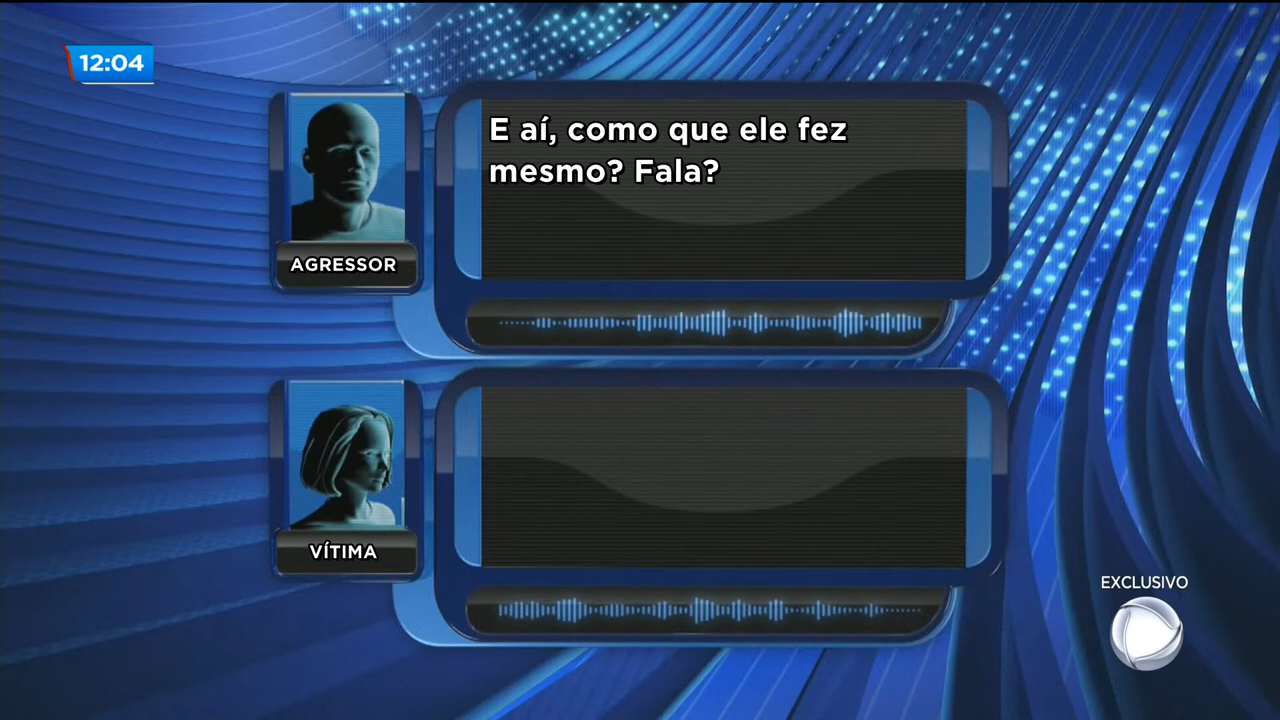 12:04
E aí, como que ele fez
mesmo? Fala?
AGRESSOR
VÍTIMA
EXCLUSIVO